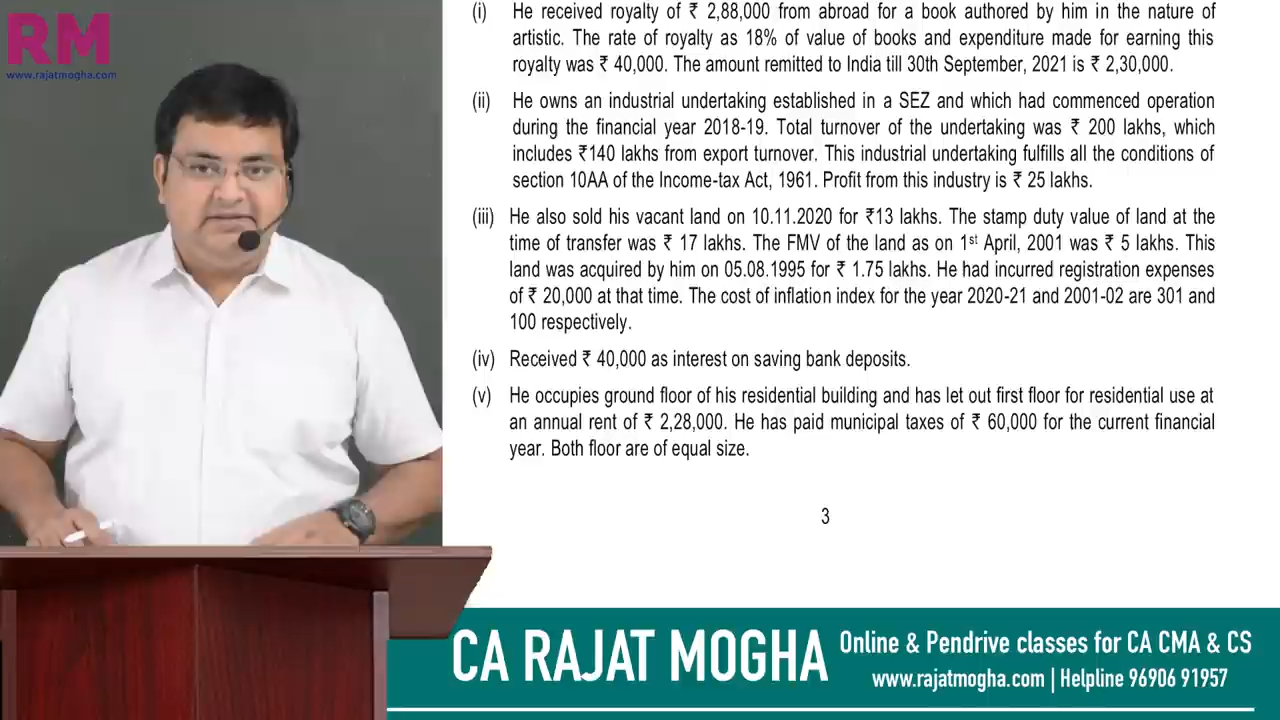 RM
www.rajatmogha.com
(i) He received royalty of ₹ 2,88,000 from abroad for a book authored by him in the nature of
artistic. The rate of royalty as 18% of value of books and expenditure made for earning this
royalty was ₹ 40,000. The amount remitted to India till 30th September, 2021 is ₹ 2,30,000.
(ii) He owns an industrial undertaking established in a SEZ and which had commenced operation
during the financial year 2018-19. Total turnover of the undertaking was ₹ 200 lakhs, which
includes ₹140 lakhs from export turnover. This industrial undertaking fulfills all the conditions of
section 10AA of the Income-tax Act, 1961. Profit from this industry is ₹ 25 lakhs.
(iii) He also sold his vacant land on 10.11.2020 for ₹13 lakhs. The stamp duty value of land at the
time of transfer was ₹ 17 lakhs. The FMV of the land as on 1st April, 2001 was ₹ 5 lakhs. This
land was acquired by him on 05.08.1995 for ₹ 1.75 lakhs. He had incurred registration expenses
of ₹ 20,000 at that time. The cost of inflation index for the year 2020-21 and 2001-02 are 301 and
100 respectively.
(iv) Received ₹ 40,000 as interest on saving bank deposits.
(v) He occupies ground floor of his residential building and has let out first floor for residential use at
an annual rent of ₹ 2,28,000. He has paid municipal taxes of ₹ 60,000 for the current financial
year. Both floor are of equal size.
3
CA RAJAT MOGHA
Online & Pendrive classes for CA CMA & CS
www.rajatmogha.com | Helpline 96906 91957